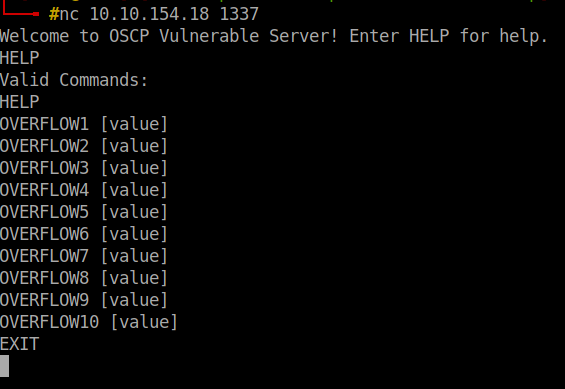 #nc 10.10.154.18 1337
Welcome to OSCP Vulnerable Server! Enter HELP for help.
HELP
Valid Commands:
HELP
OVERFLOW1 [value]
OVERFLOW2 [value]
OVERFLOW3 [value]
OVERFLOW4 [value]
OVERFLOW5 [value]
OVERFLOW6 [value]
OVERFLOW7 [value]
OVERFLOW8 [value]
OVERFLOW9 [value]
OVERFLOW10 [value]
EXIT